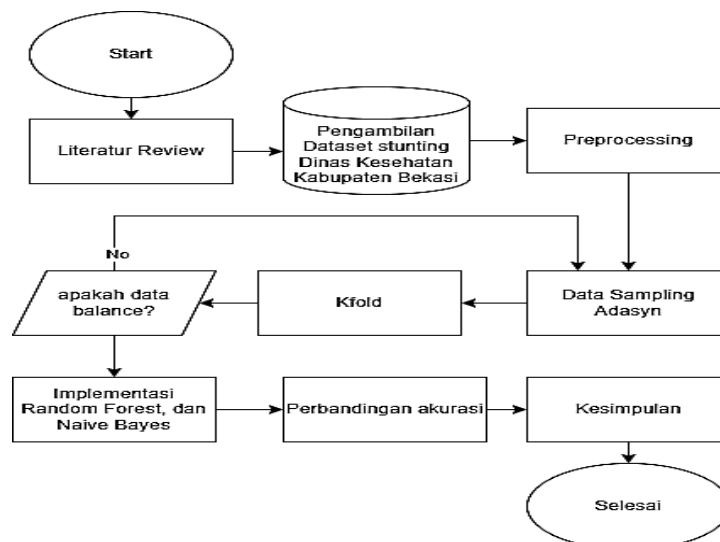 Start
Literatur Review
Pengambilan
Dataset stunting
Dinas Kesehatan
Kabupaten Bekasi
Preprocessing
No
apakah data
balance?
Kfold
Data Sampling
Adasyn
Implementasi
Random Forest, dan
Naive Bayes
Perbandingan akurasi
Kesimpulan
Selesai